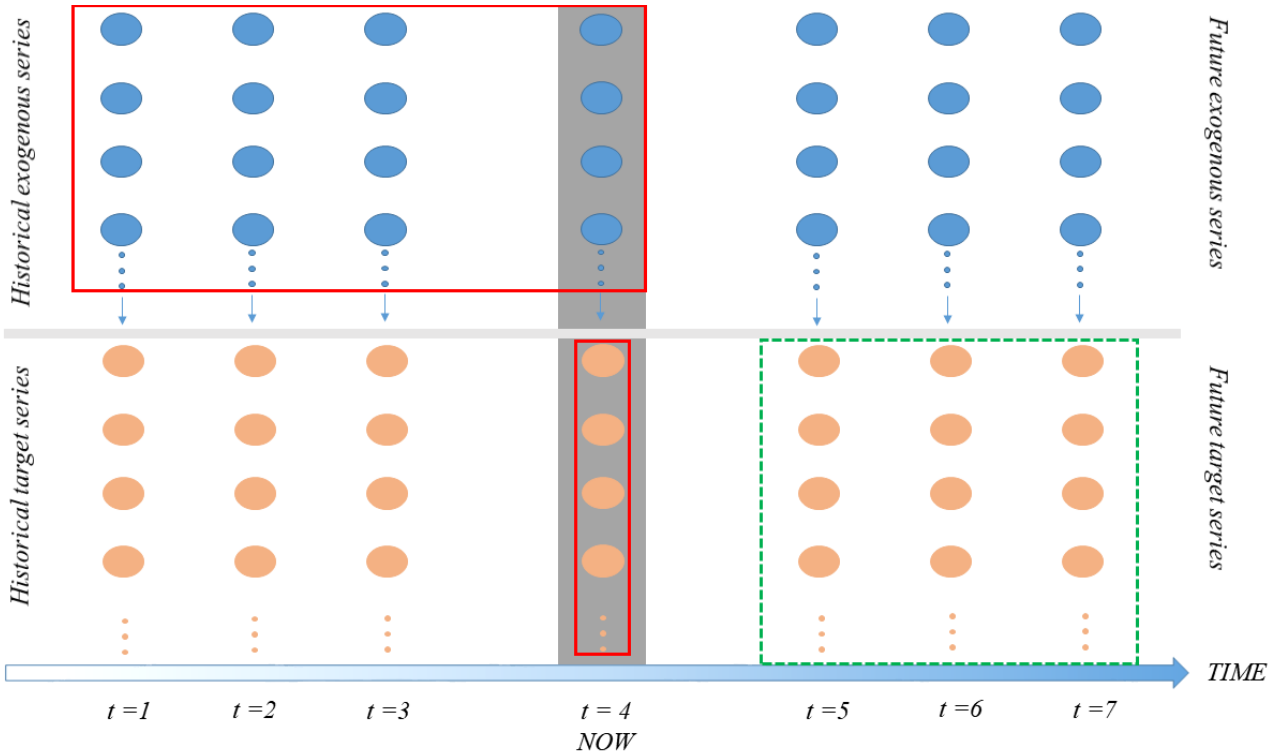 Historical exogenous series
Future exogenous series
Historical target series
Future target series
TIME
t =1
t =2
t =3
t = 4
t =5
t =6
t =7
NOW